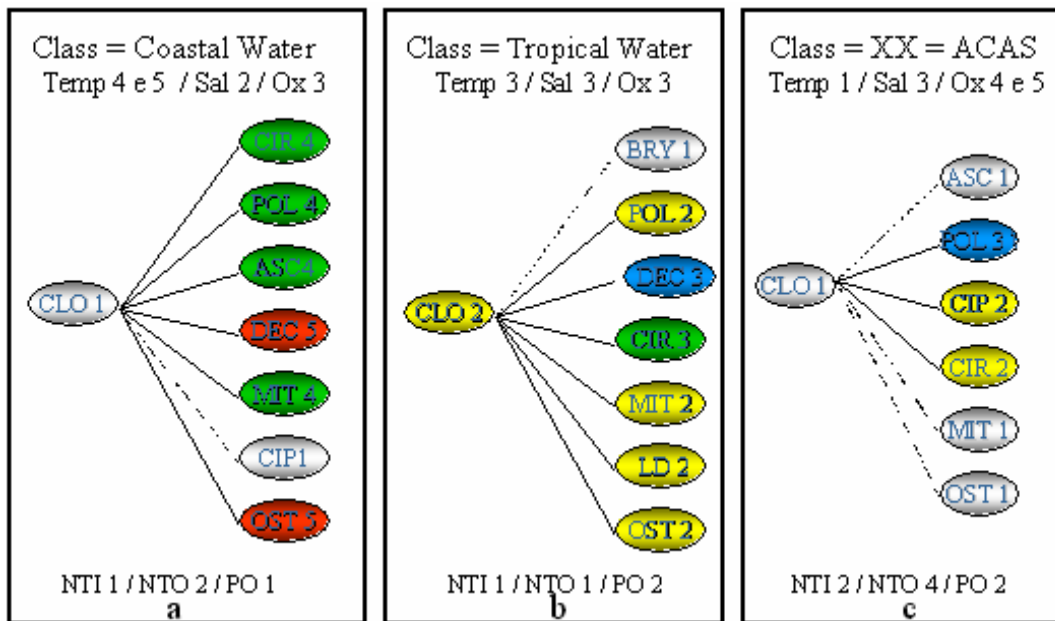 Class = Coastal Water
Temp 4 e 5 / Sal 2 / Ox 3
CIR 4
POL 4
ASC4
CLO 1
DEC 5
MIT 4
CIP1
OST 5
NTI 1 / NTO 2 / PO 1
a
Class = Tropical Water
Temp 3 / Sal 3 / Ox 3
BRY 1
POL 2
DEC 3
CLO 2
CIR 3
MIT 2
LD 2
OST 2
NTI 1 / NTO 1 / PO 2
b
Class = XX = ACAS
Temp 1 / Sal 3 / Ox 4 e 5
ASC 1
POL 3
CLO 1
CIP 2
CIR 2
MIT 1
OST 1
NTI 2 / NTO 4 / PO 2
c